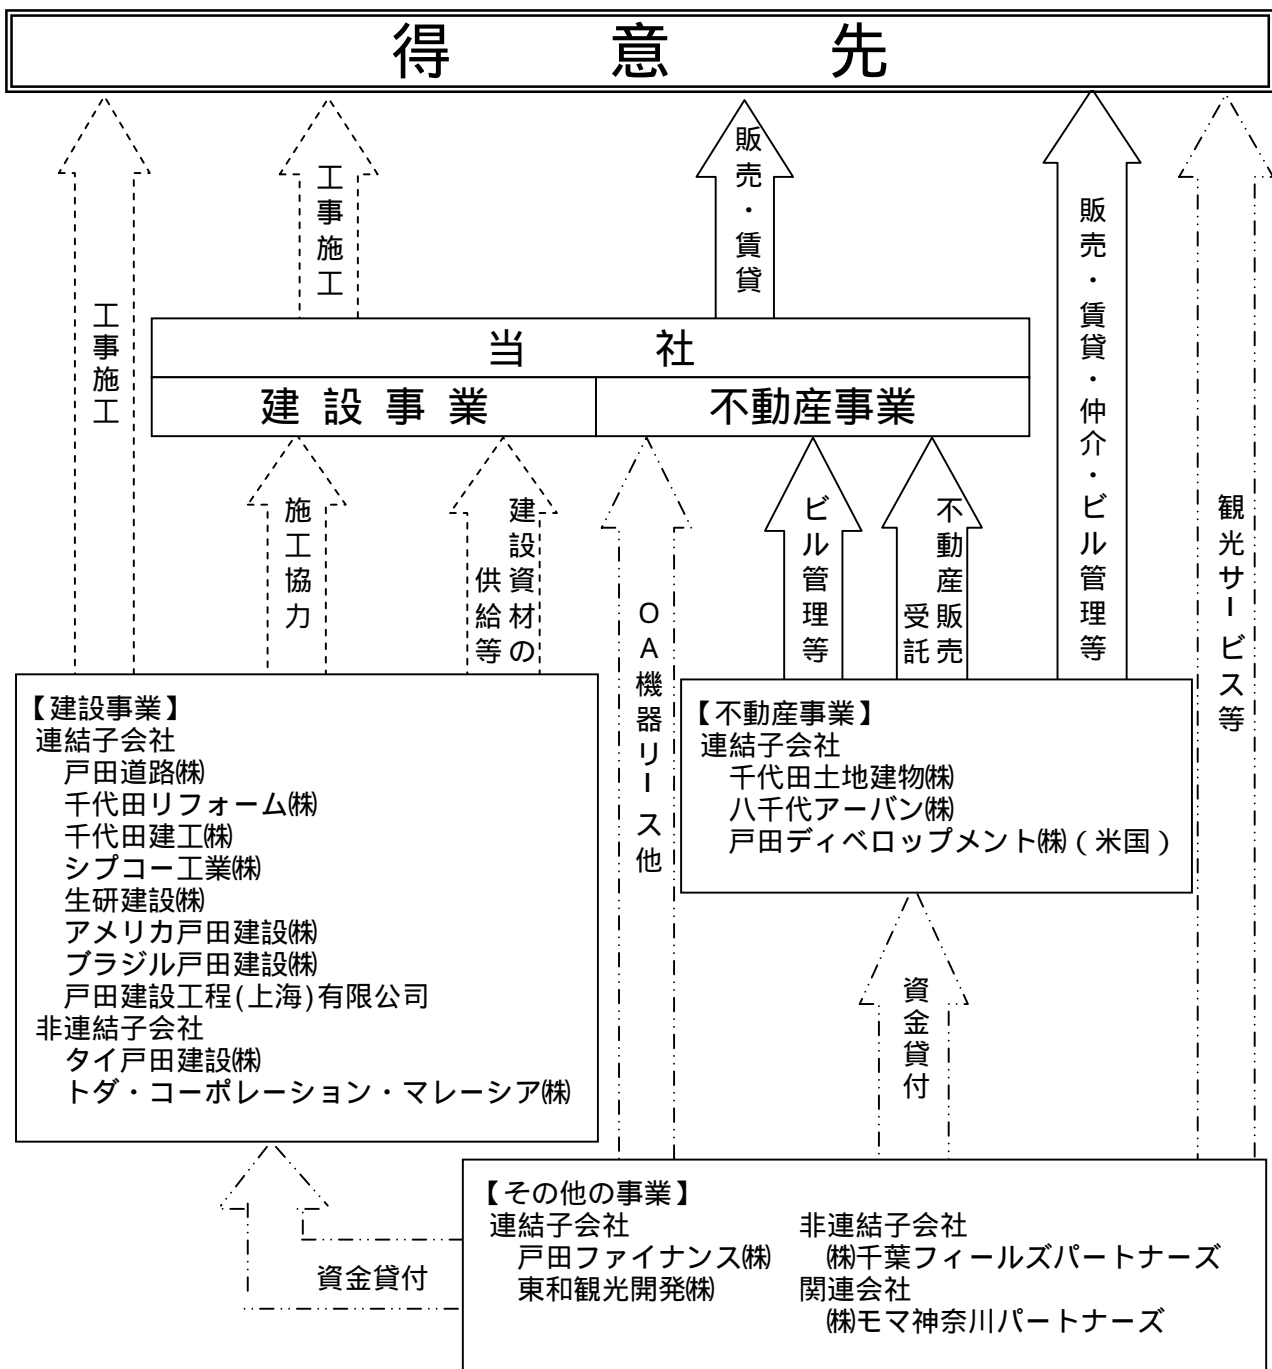 得意先
工事施工
工事施工
販売・賃貸
販売・賃貸・仲介・ビル管理等
観光サービス等
当社
建設事業
不動産事業
施工協力
建設資材の
供給等
OA機器リース他
ビル管理等
不動産販売
受託
【建設事業】
連結子会社
戸田道路㈱
千代田リフォーム㈱
千代田建工㈱
シプコー工業㈱
生研建設㈱
アメリカ戸田建設㈱
ブラジル戸田建設㈱
戸田建設工程(上海)有限公司
非連結子会社
タイ戸田建設㈱
トダ・コーポレーション・マレーシア㈱
【不動産事業】
連結子会社
千代田土地建物㈱
八千代アーバン㈱
戸田ディベロップメント㈱(米国)
資金貸付
資金貸付
【その他の事業】
連結子会社
戸田ファイナンス㈱
東和観光開発㈱
非連結子会社
㈱千葉フィールズパートナーズ
関連会社
㈱モマ神奈川パートナーズ